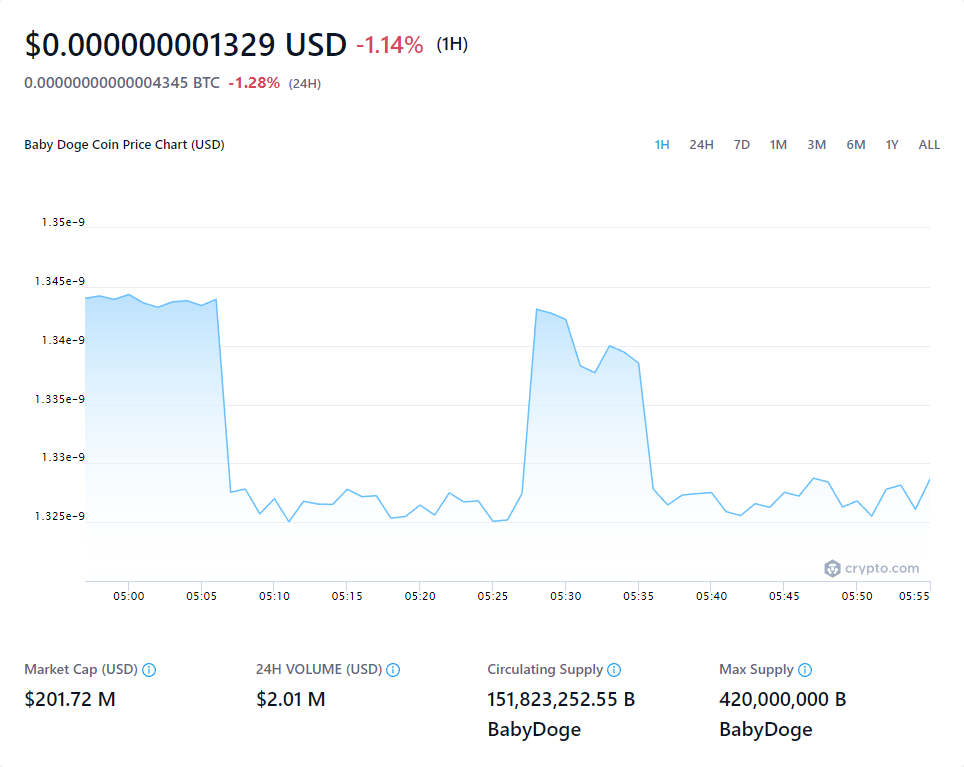 $0.000000001329 USD -1.14% (1H)
0.00000000000004345 BTC -1.28% (24H)
Baby Doge Coin Price Chart (USD) 1H 24H 7D 1M 3M 6M 1Y ALL
1.35e-9
1.345e-9
1.34e-9
1.335e-9
1.33e-9
1.325e-9
crypto.com
05:00 05:05 05:10 05:15 05:20 05:25 05:30 05:35 05:40 05:45 05:50 05:55
Market Cap (USD) 24H VOLUME (USD) Circulating Supply Max Supply
$201.72 M $2.01 M 151,823,252.55 B 420,000,000 B
BabyDoge BabyDoge